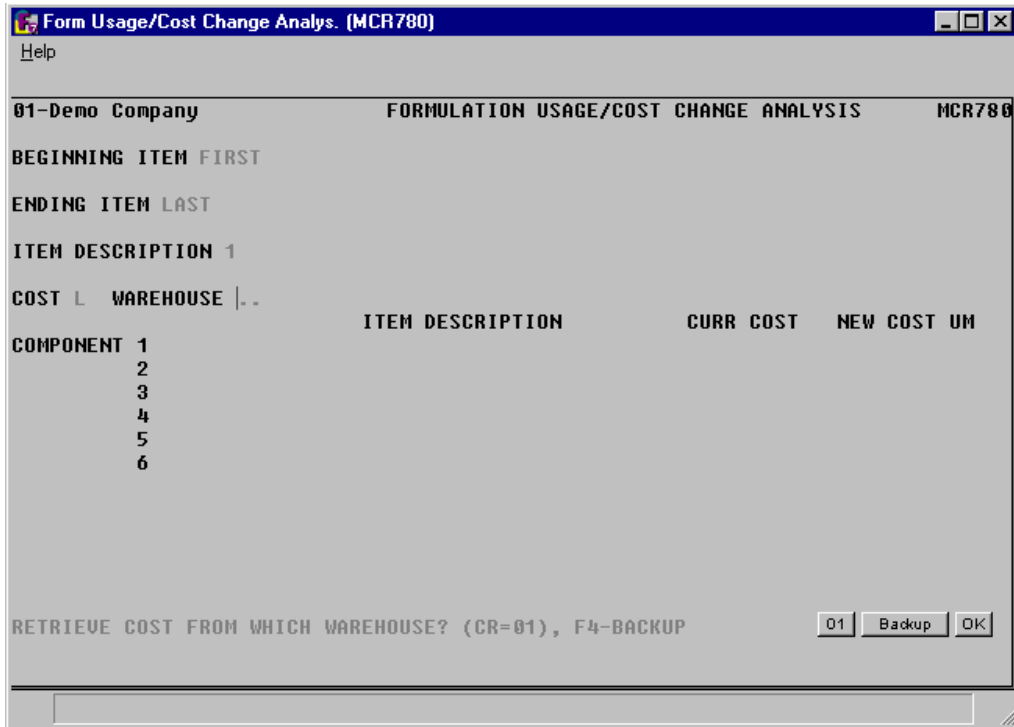 Form Usage/Cost Change Analys. (MCR780)
Help
01-Demo Company FORMULATION USAGE/COST CHANGE ANALYSIS MCR780
BEGINNING ITEM FIRST
ENDING ITEM LAST
ITEM DESCRIPTION 1
COST L WAREHOUSE ..
ITEM DESCRIPTION CURR COST NEW COST UM
COMPONENT 1
2
3
4
5
6
RETRIEVE COST FROM WHICH WAREHOUSE? (CR=01), F4-BACKUP 01 Backup OK